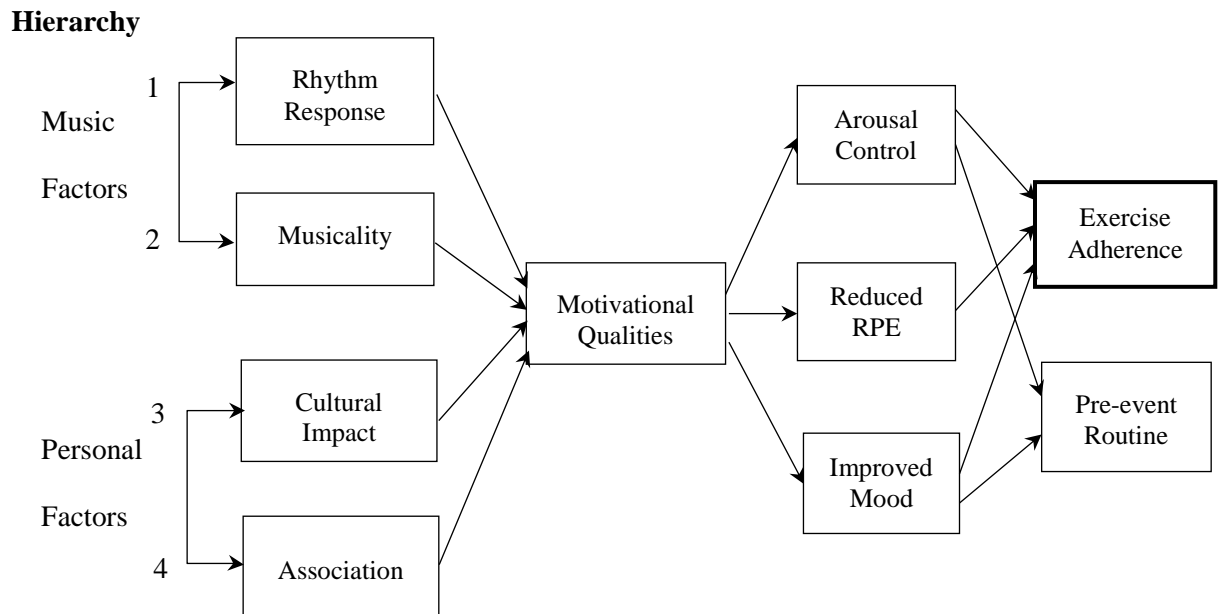 Hierarchy
1
Music
Factors
2
Rhythm
Response
Musicality
3
Personal
Factors
4
Cultural
Impact
Association
Motivational
Qualities
Arousal
Control
Reduced
RPE
Improved
Mood
Exercise
Adherence
Pre-event
Routine